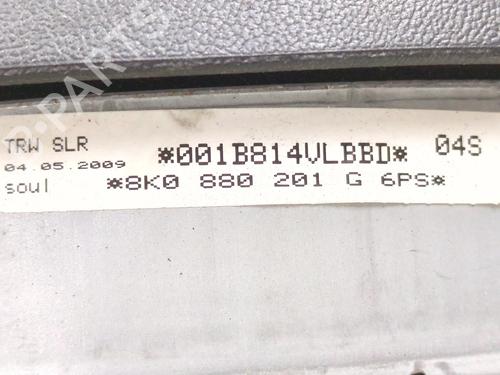 TRW SLR *001B814VLBBD* 04S
04.05.2009
soul *8K0 880 201 G 6PS*